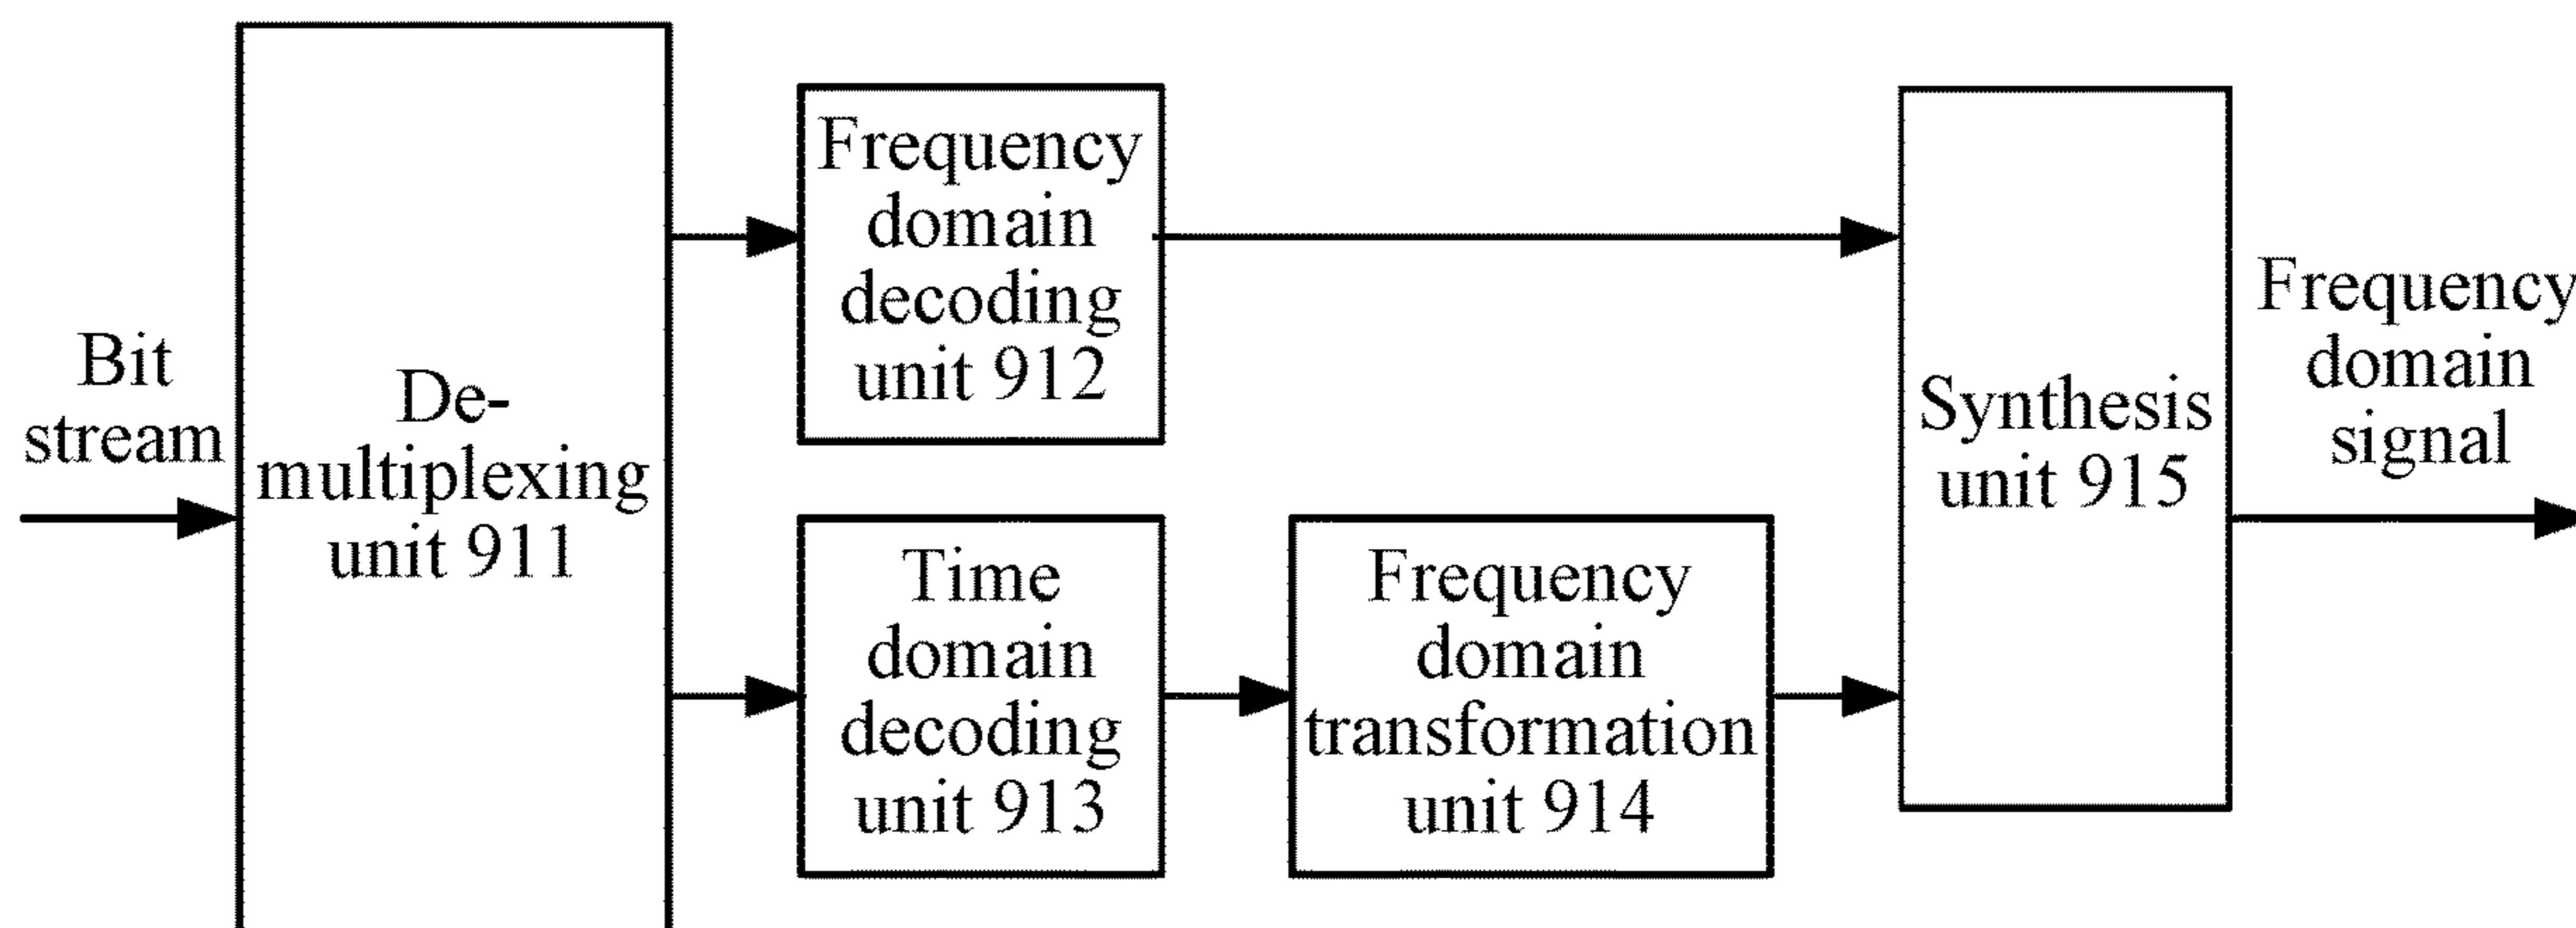 Bit
stream
De-
multiplexing
unit 911
Frequency
domain
decoding
unit 912
Time
domain
decoding
unit 913
Frequency
domain
transformation
unit 914
Synthesis
unit 915
Frequency
domain
signal